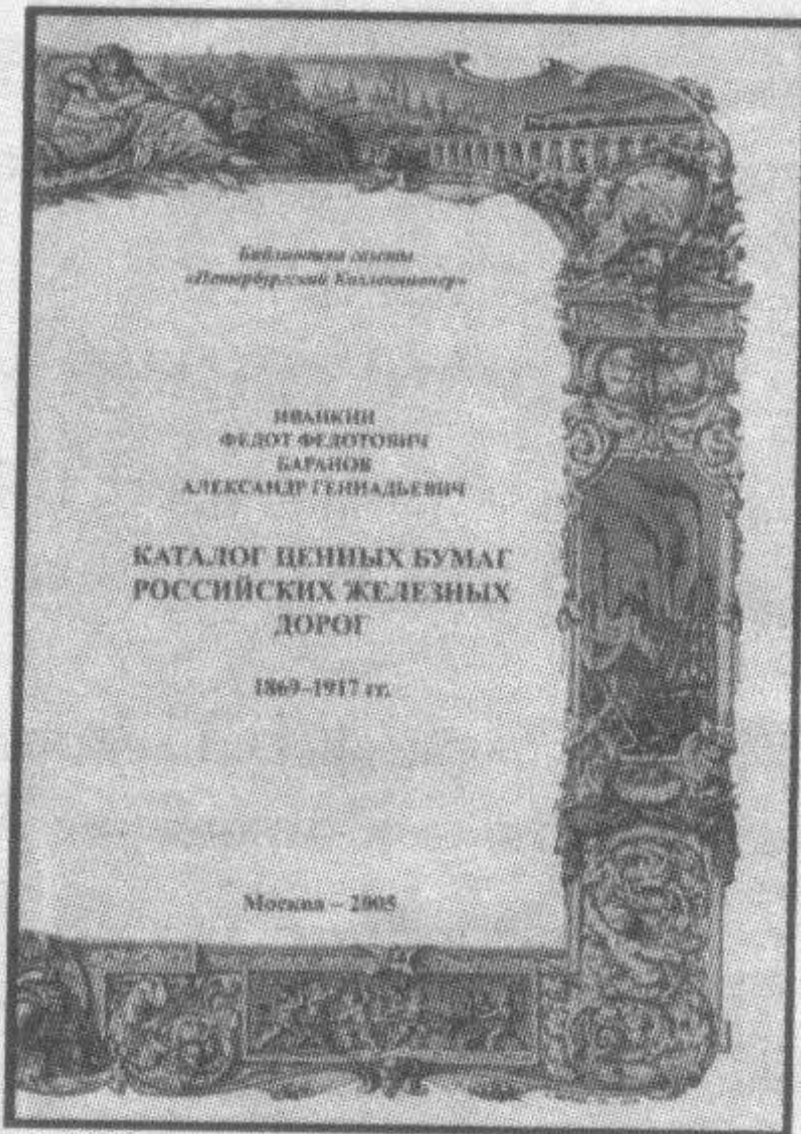 Библиотека газеты
«Петербургский Коллекционер»
ИВАНКИН
ФЕДОТ ФЕДОТОВИЧ
БАРАНОВ
АЛЕКСАНДР ГЕННАДЬЕВИЧ
КАТАЛОГ ЦЕННЫХ БУМАГ
РОССИЙСКИХ ЖЕЛЕЗНЫХ
ДОРОГ
1869–1917 гг.
Москва – 2005